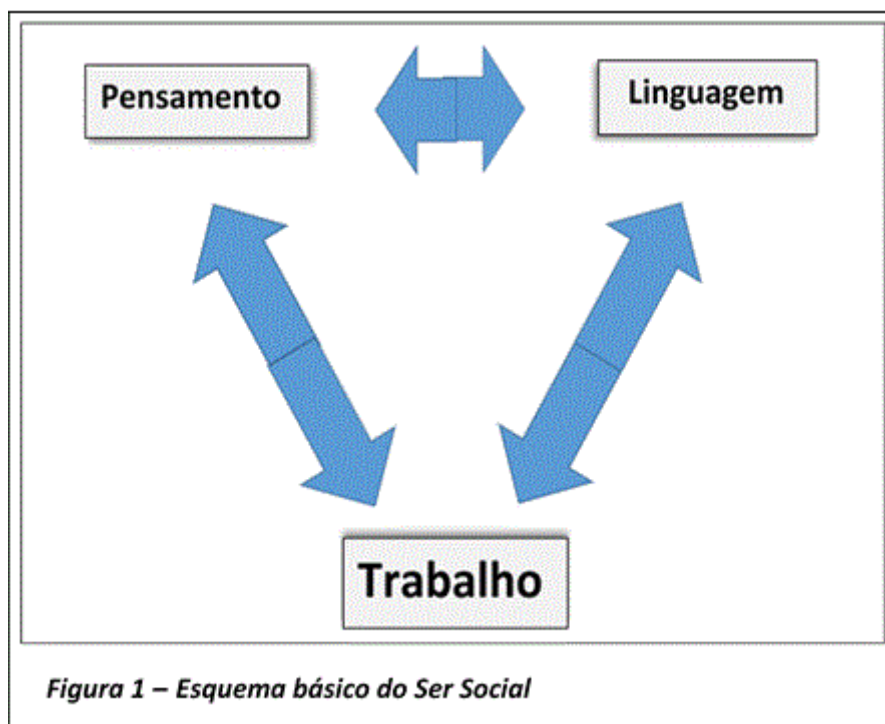 Pensamento
Linguagem
Trabalho
Figura 1 – Esquema básico do Ser Social